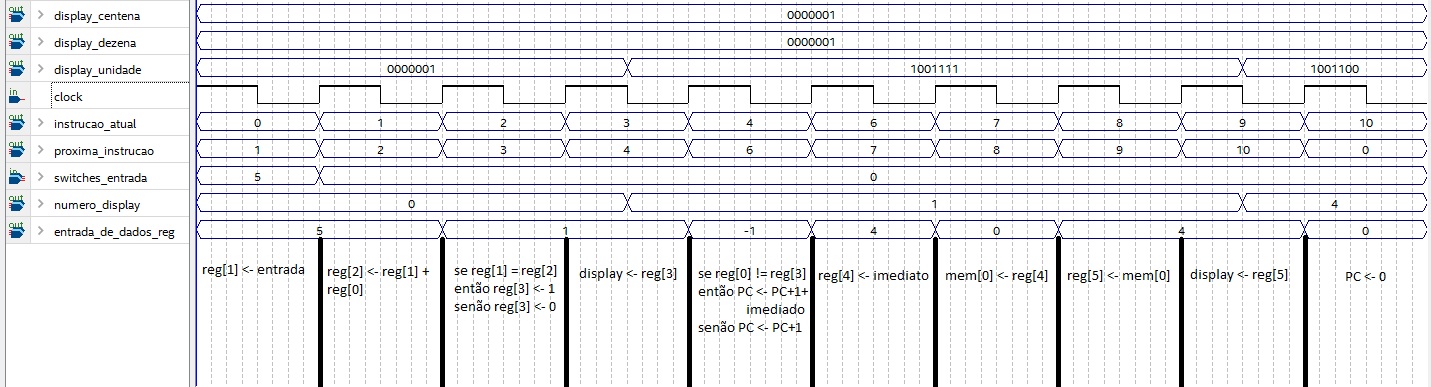 out display_centena 0000001
out display_dezena 0000001
out display_unidade 0000001 1001111 1001100
in clock
out instrucao_atual 0 1 2 3 4 6 7 8 9 10
out proxima_instrucao 1 2 3 4 6 7 8 9 10 0
in switches_entrada 5 0
out numero_display 0 1 4
out entrada_de_dados_reg 5 1 -1 4 0 4 0
reg[1] <- entrada
reg[2] <- reg[1] +
reg[0]
se reg[1] = reg[2]
então reg[3] <- 1
senão reg[3] <- 0
display <- reg[3]
se reg[0] != reg[3]
então PC <- PC+1+
imediado
senão PC <- PC+1
reg[4] <- imediato
mem[0] <- reg[4]
reg[5] <- mem[0]
display <- reg[5]
PC <- 0